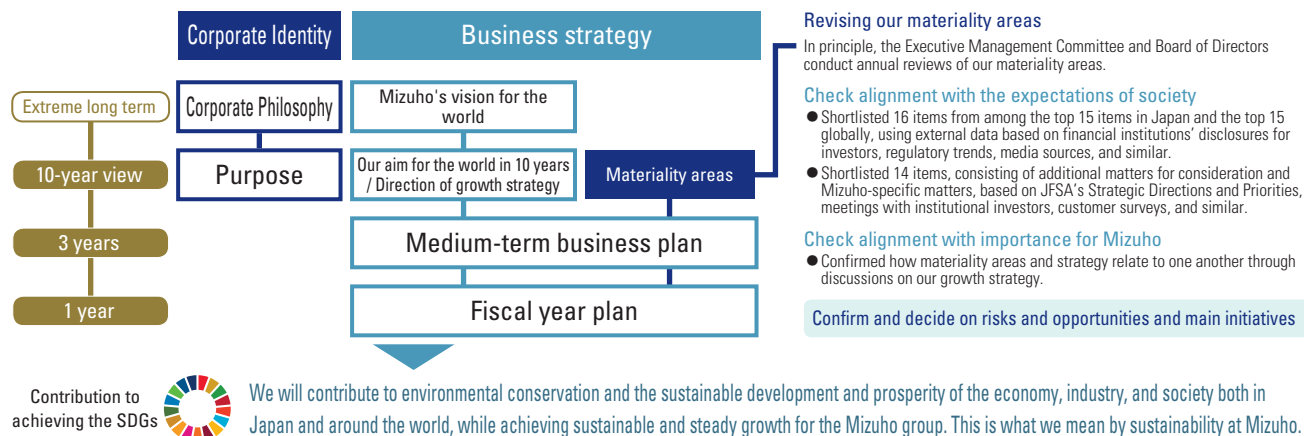 Corporate Identity
Business strategy
Extreme long term
Corporate Philosophy
Mizuho's vision for the
world
10-year view
Purpose
Our aim for the world in 10 years
/ Direction of growth strategy
Materiality areas
3 years
Medium-term business plan
1 year
Fiscal year plan
Revising our materiality areas
In principle, the Executive Management Committee and Board of Directors
conduct annual reviews of our materiality areas.
Check alignment with the expectations of society
● Shortlisted 16 items from among the top 15 items in Japan and the top 15
globally, using external data based on financial institutions' disclosures for
investors, regulatory trends, media sources, and similar.
● Shortlisted 14 items, consisting of additional matters for consideration and
Mizuho-specific matters, based on JFSA's Strategic Directions and Priorities,
meetings with institutional investors, customer surveys, and similar.
Check alignment with importance for Mizuho
● Confirmed how materiality areas and strategy relate to one another through
discussions on our growth strategy.
Confirm and decide on risks and opportunities and main initiatives
Contribution to
achieving the SDGs
We will contribute to environmental conservation and the sustainable development and prosperity of the economy, industry, and society both in
Japan and around the world, while achieving sustainable and steady growth for the Mizuho group. This is what we mean by sustainability at Mizuho.